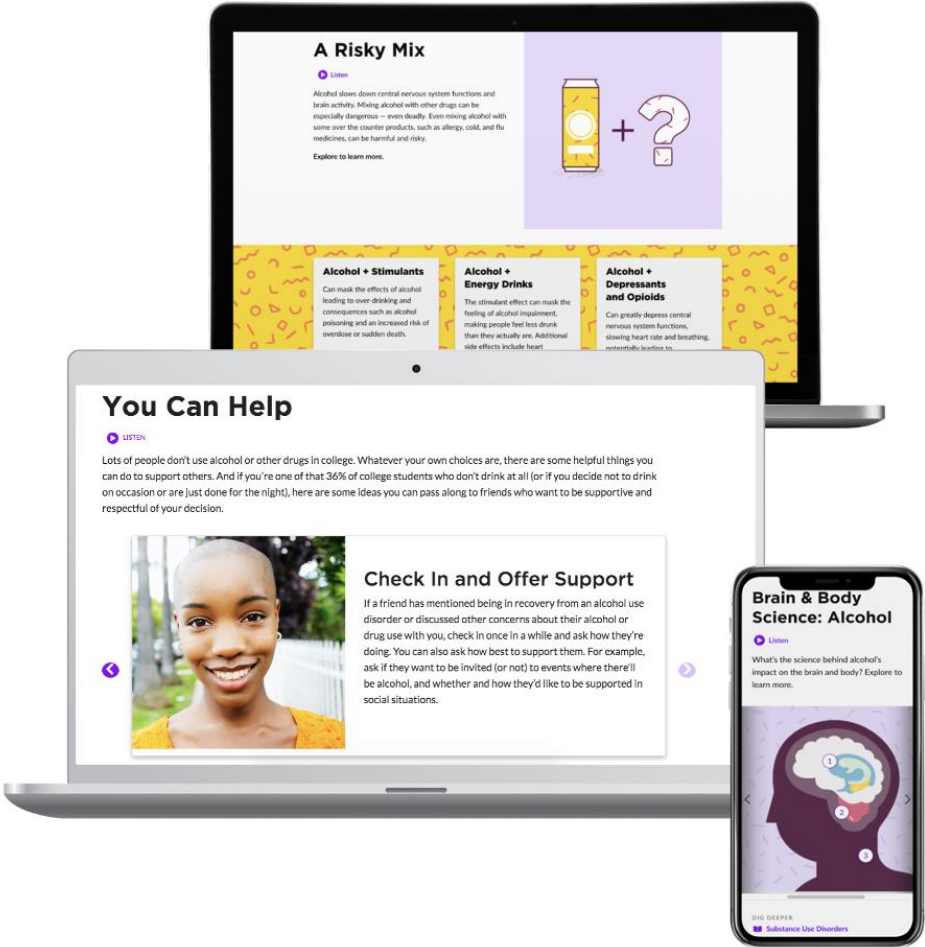 A Risky Mix
Listen
Alcohol slows down central nervous system functions and
brain activity. Mixing alcohol with other drugs can be
especially dangerous — even deadly. Even mixing alcohol with
some over the counter products, such as allergy, cold, and flu
medicines, can be harmful and risky.
Explore to learn more.
+ ?
Alcohol + Stimulants
Can mask the effects of alcohol
leading to over-drinking and
consequences such as alcohol
poisoning and an increased risk of
overdose or sudden death.
Alcohol +
Energy Drinks
The stimulant effect can mask the
feeling of alcohol impairment,
making people feel less drunk
than they actually are. Additional
side effects include heart
Alcohol +
Depressants
and Opioids
Can greatly depress central
nervous system functions,
slowing heart rate and breathing,
potentially leading to
You Can Help
LISTEN
Lots of people don't use alcohol or other drugs in college. Whatever your own choices are, there are some helpful things you
can do to support others. And if you're one of that 36% of college students who don't drink at all (or if you decide not to drink
on occasion or are just done for the night), here are some ideas you can pass along to friends who want to be supportive and
respectful of your decision.
Check In and Offer Support
If a friend has mentioned being in recovery from an alcohol use
disorder or discussed other concerns about their alcohol or
drug use with you, check in once in a while and ask how they're
doing. You can also ask how best to support them. For example,
ask if they want to be invited (or not) to events where there'll
be alcohol, and whether and how they'd like to be supported in
social situations.
Brain & Body
Science: Alcohol
Listen
What's the science behind alcohol's
impact on the brain and body? Explore to
learn more.
1
2
3
DIG DEEPER
Substance Use Disorders